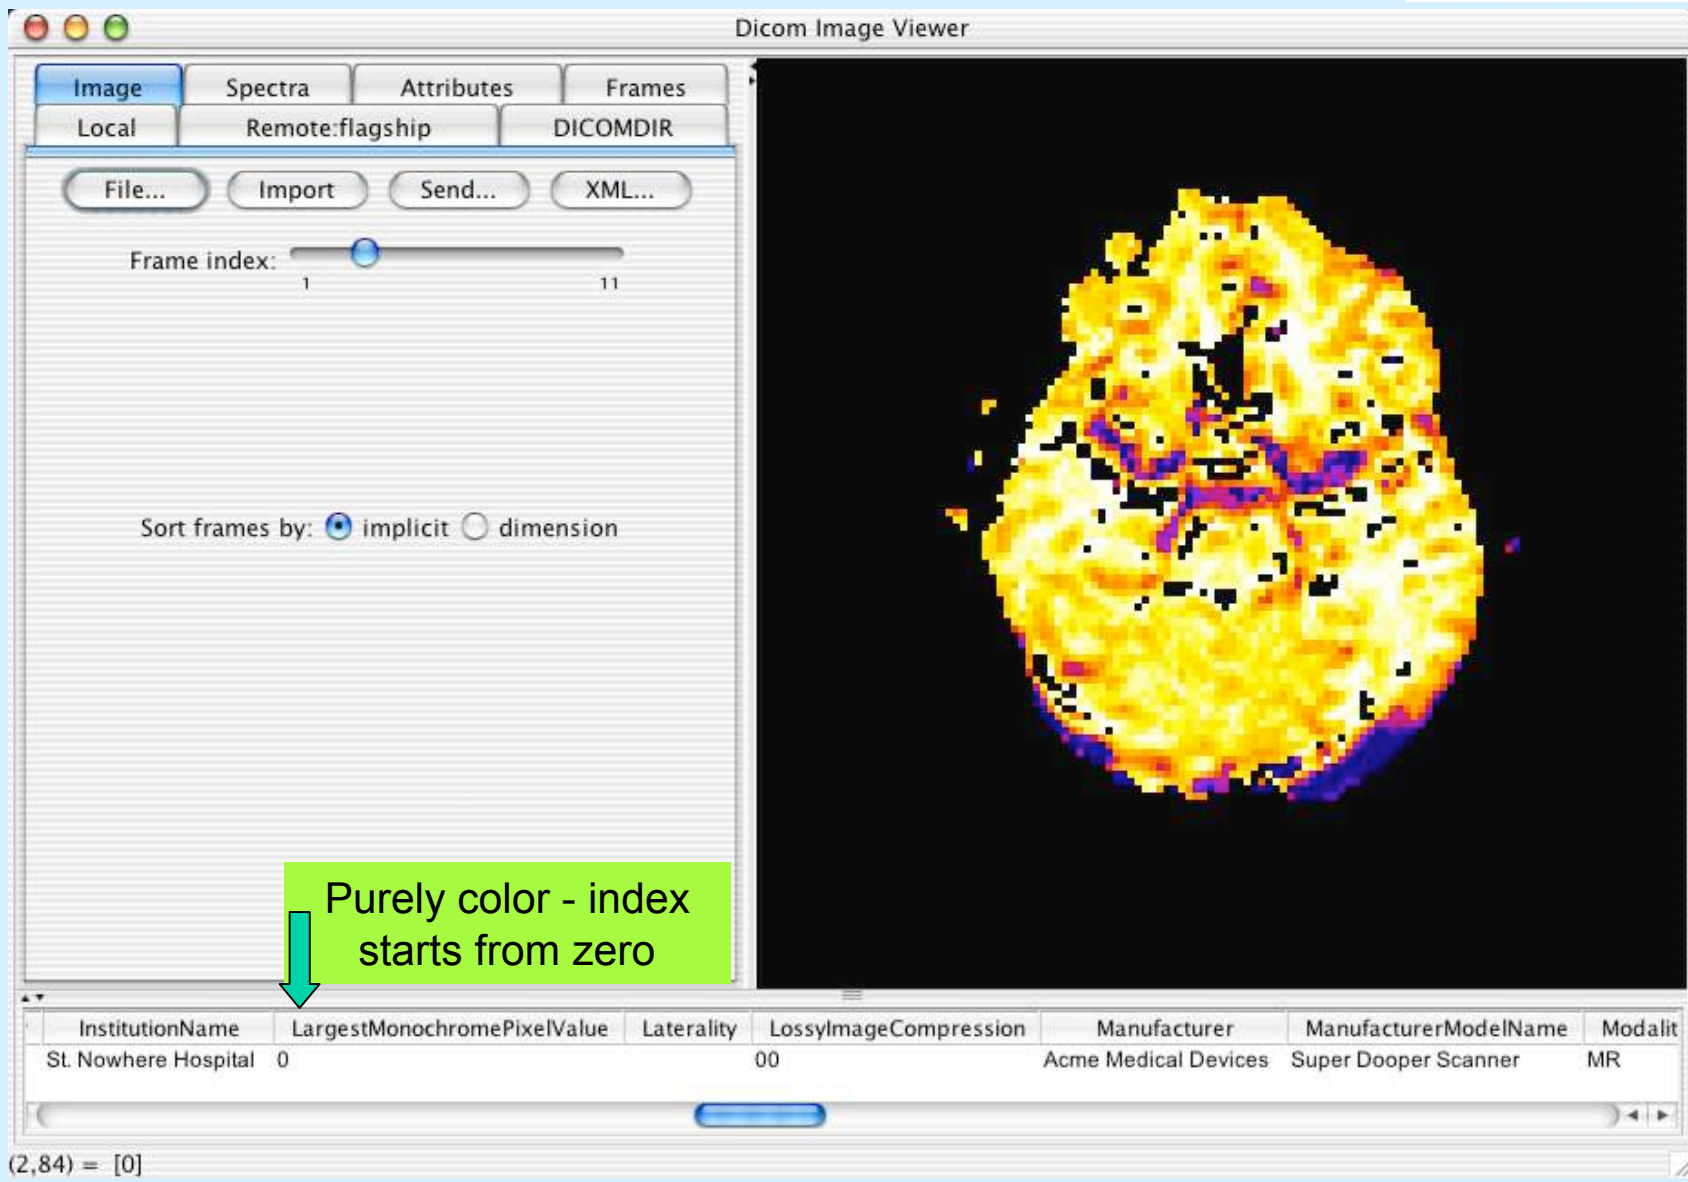 Dicom Image Viewer
Image Spectra Attributes Frames
Local Remote:flagship DICOMDIR
File... Import Send... XML...
Frame index:
1 11
Sort frames by: implicit dimension
Purely color - index
starts from zero
InstitutionName LargestMonochromePixelValue Laterality LossyImageCompression Manufacturer ManufacturerModelName Modalit
St. Nowhere Hospital 0 00 Acme Medical Devices Super Dooper Scanner MR
(2,84) = [0]